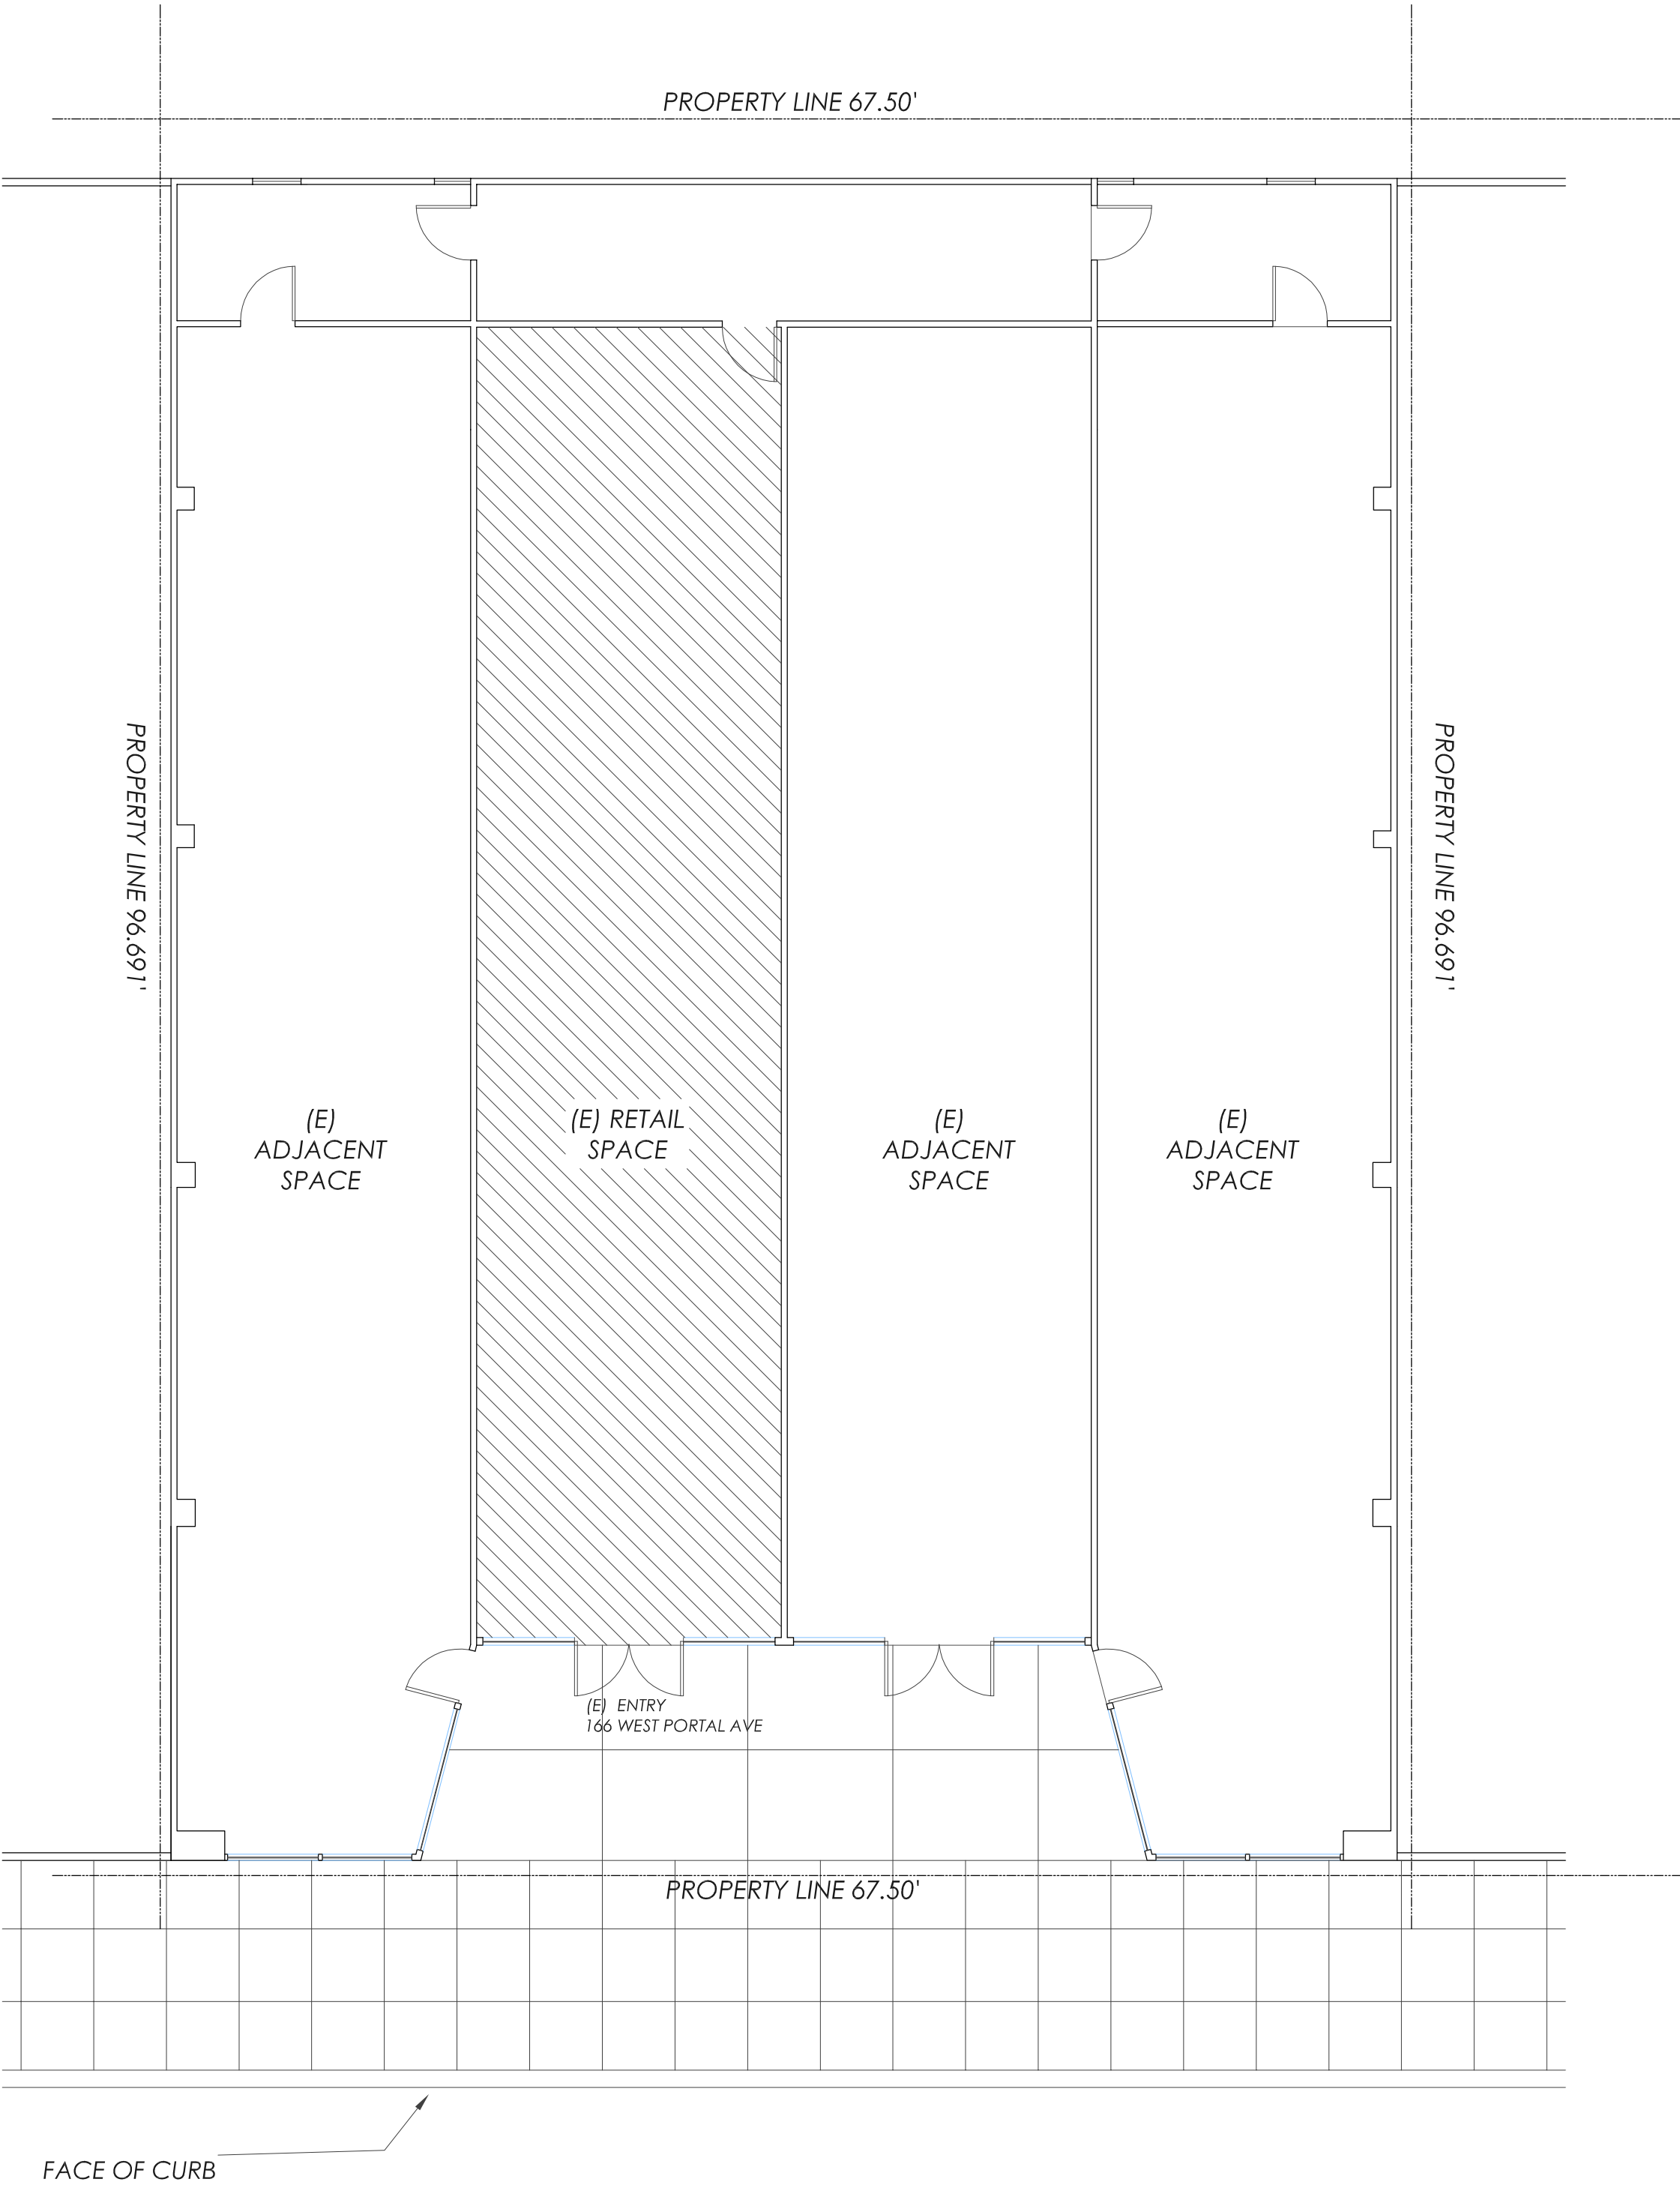 PROPERTY LINE 67.50'
PROPERTY LINE 96.691'
PROPERTY LINE 96.691'
(E)
ADJACENT
SPACE
(E) RETAIL
SPACE
(E)
ADJACENT
SPACE
(E)
ADJACENT
SPACE
(E) ENTRY
166 WEST PORTAL AVE
PROPERTY LINE 67.50'
FACE OF CURB